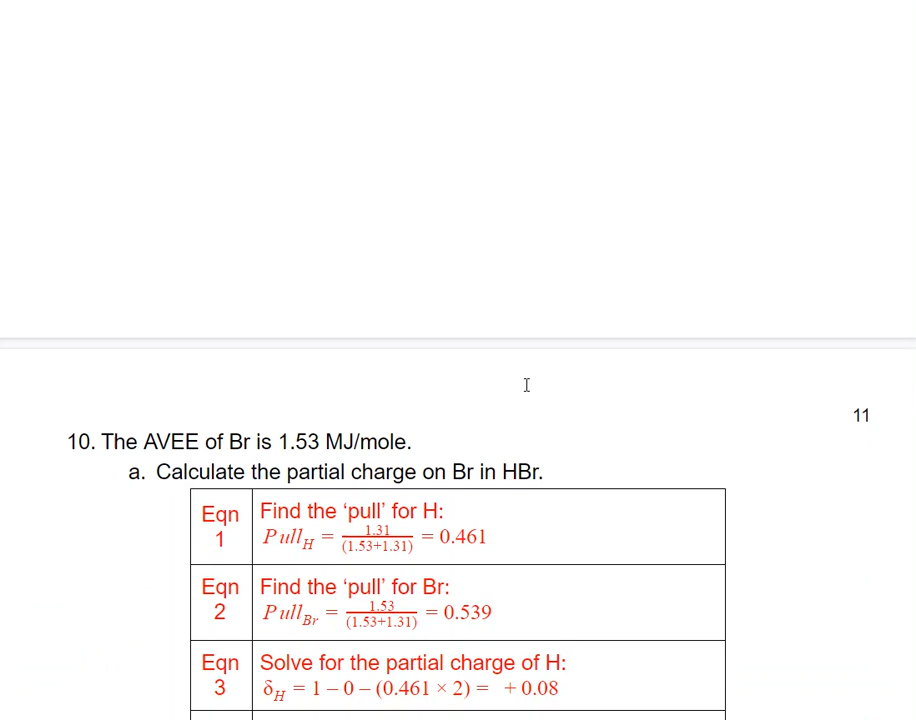 11
10. The AVEE of Br is 1.53 MJ/mole.
a. Calculate the partial charge on Br in HBr.
Eqn 1
Find the ‘pull’ for H:
Pull_H = 1.31/(1.53+1.31) = 0.461
Eqn 2
Find the ‘pull’ for Br:
Pull_Br = 1.53/(1.53+1.31) = 0.539
Eqn 3
Solve for the partial charge of H:
δ_H = 1 – 0 – (0.461 × 2) = + 0.08